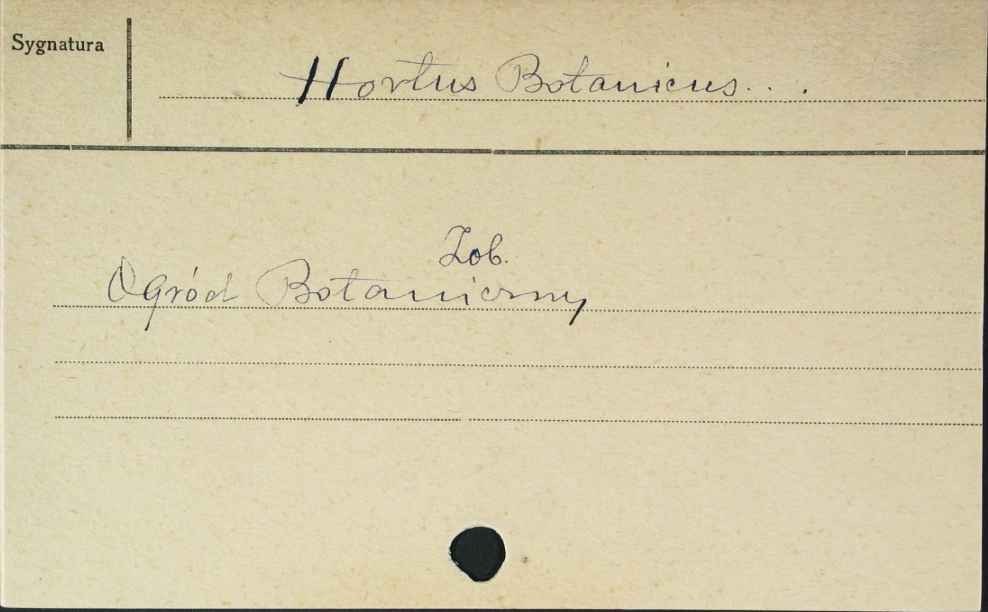 Sygnatura
Hortus Botanicus...
Zob.
Ogród Botaniczny